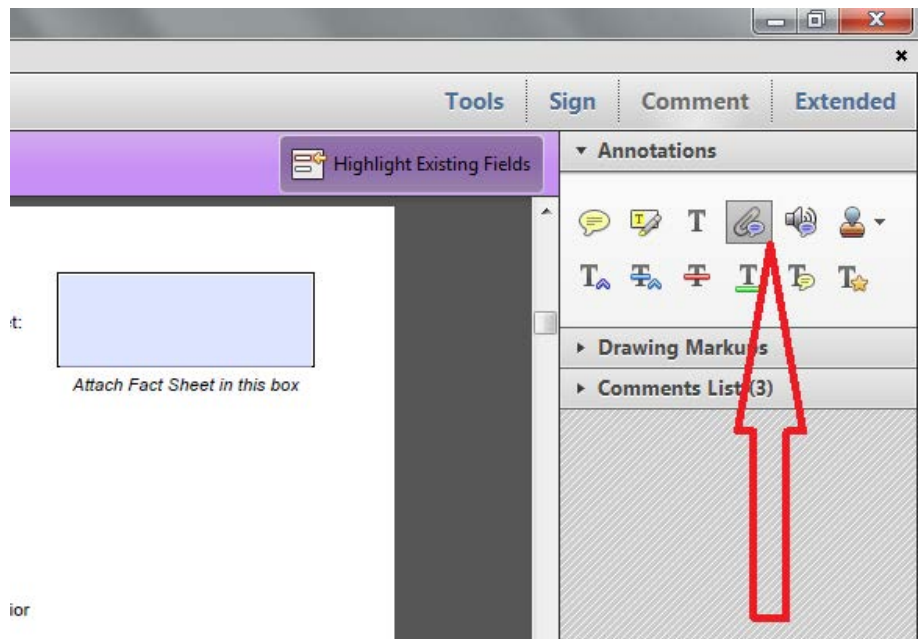 Tools Sign Comment Extended
Highlight Existing Fields
Annotations
t:
Attach Fact Sheet in this box
Drawing Markups
Comments List (3)
ior